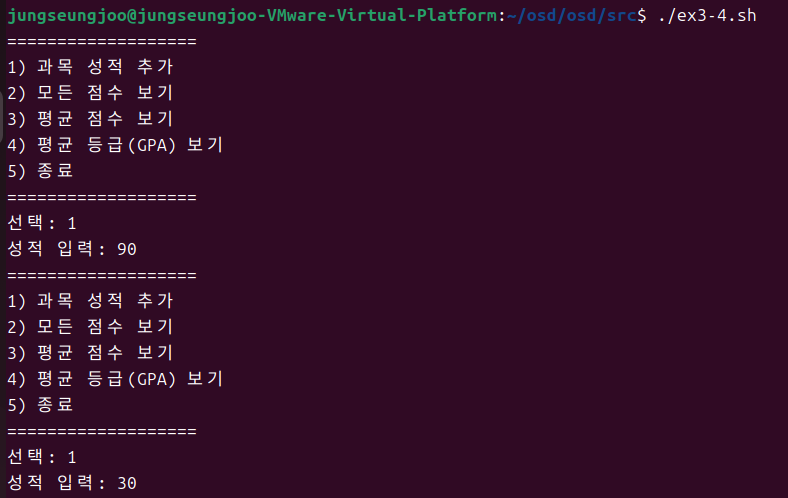 jungseungjoo@jungseungjoo-VMware-Virtual-Platform:~/osd/osd/src$ ./ex3-4.sh
===================
1) 과목 성적 추가
2) 모든 점수 보기
3) 평균 점수 보기
4) 평균 등급(GPA) 보기
5) 종료
===================
선택: 1
성적 입력: 90
===================
1) 과목 성적 추가
2) 모든 점수 보기
3) 평균 점수 보기
4) 평균 등급(GPA) 보기
5) 종료
===================
선택: 1
성적 입력: 30